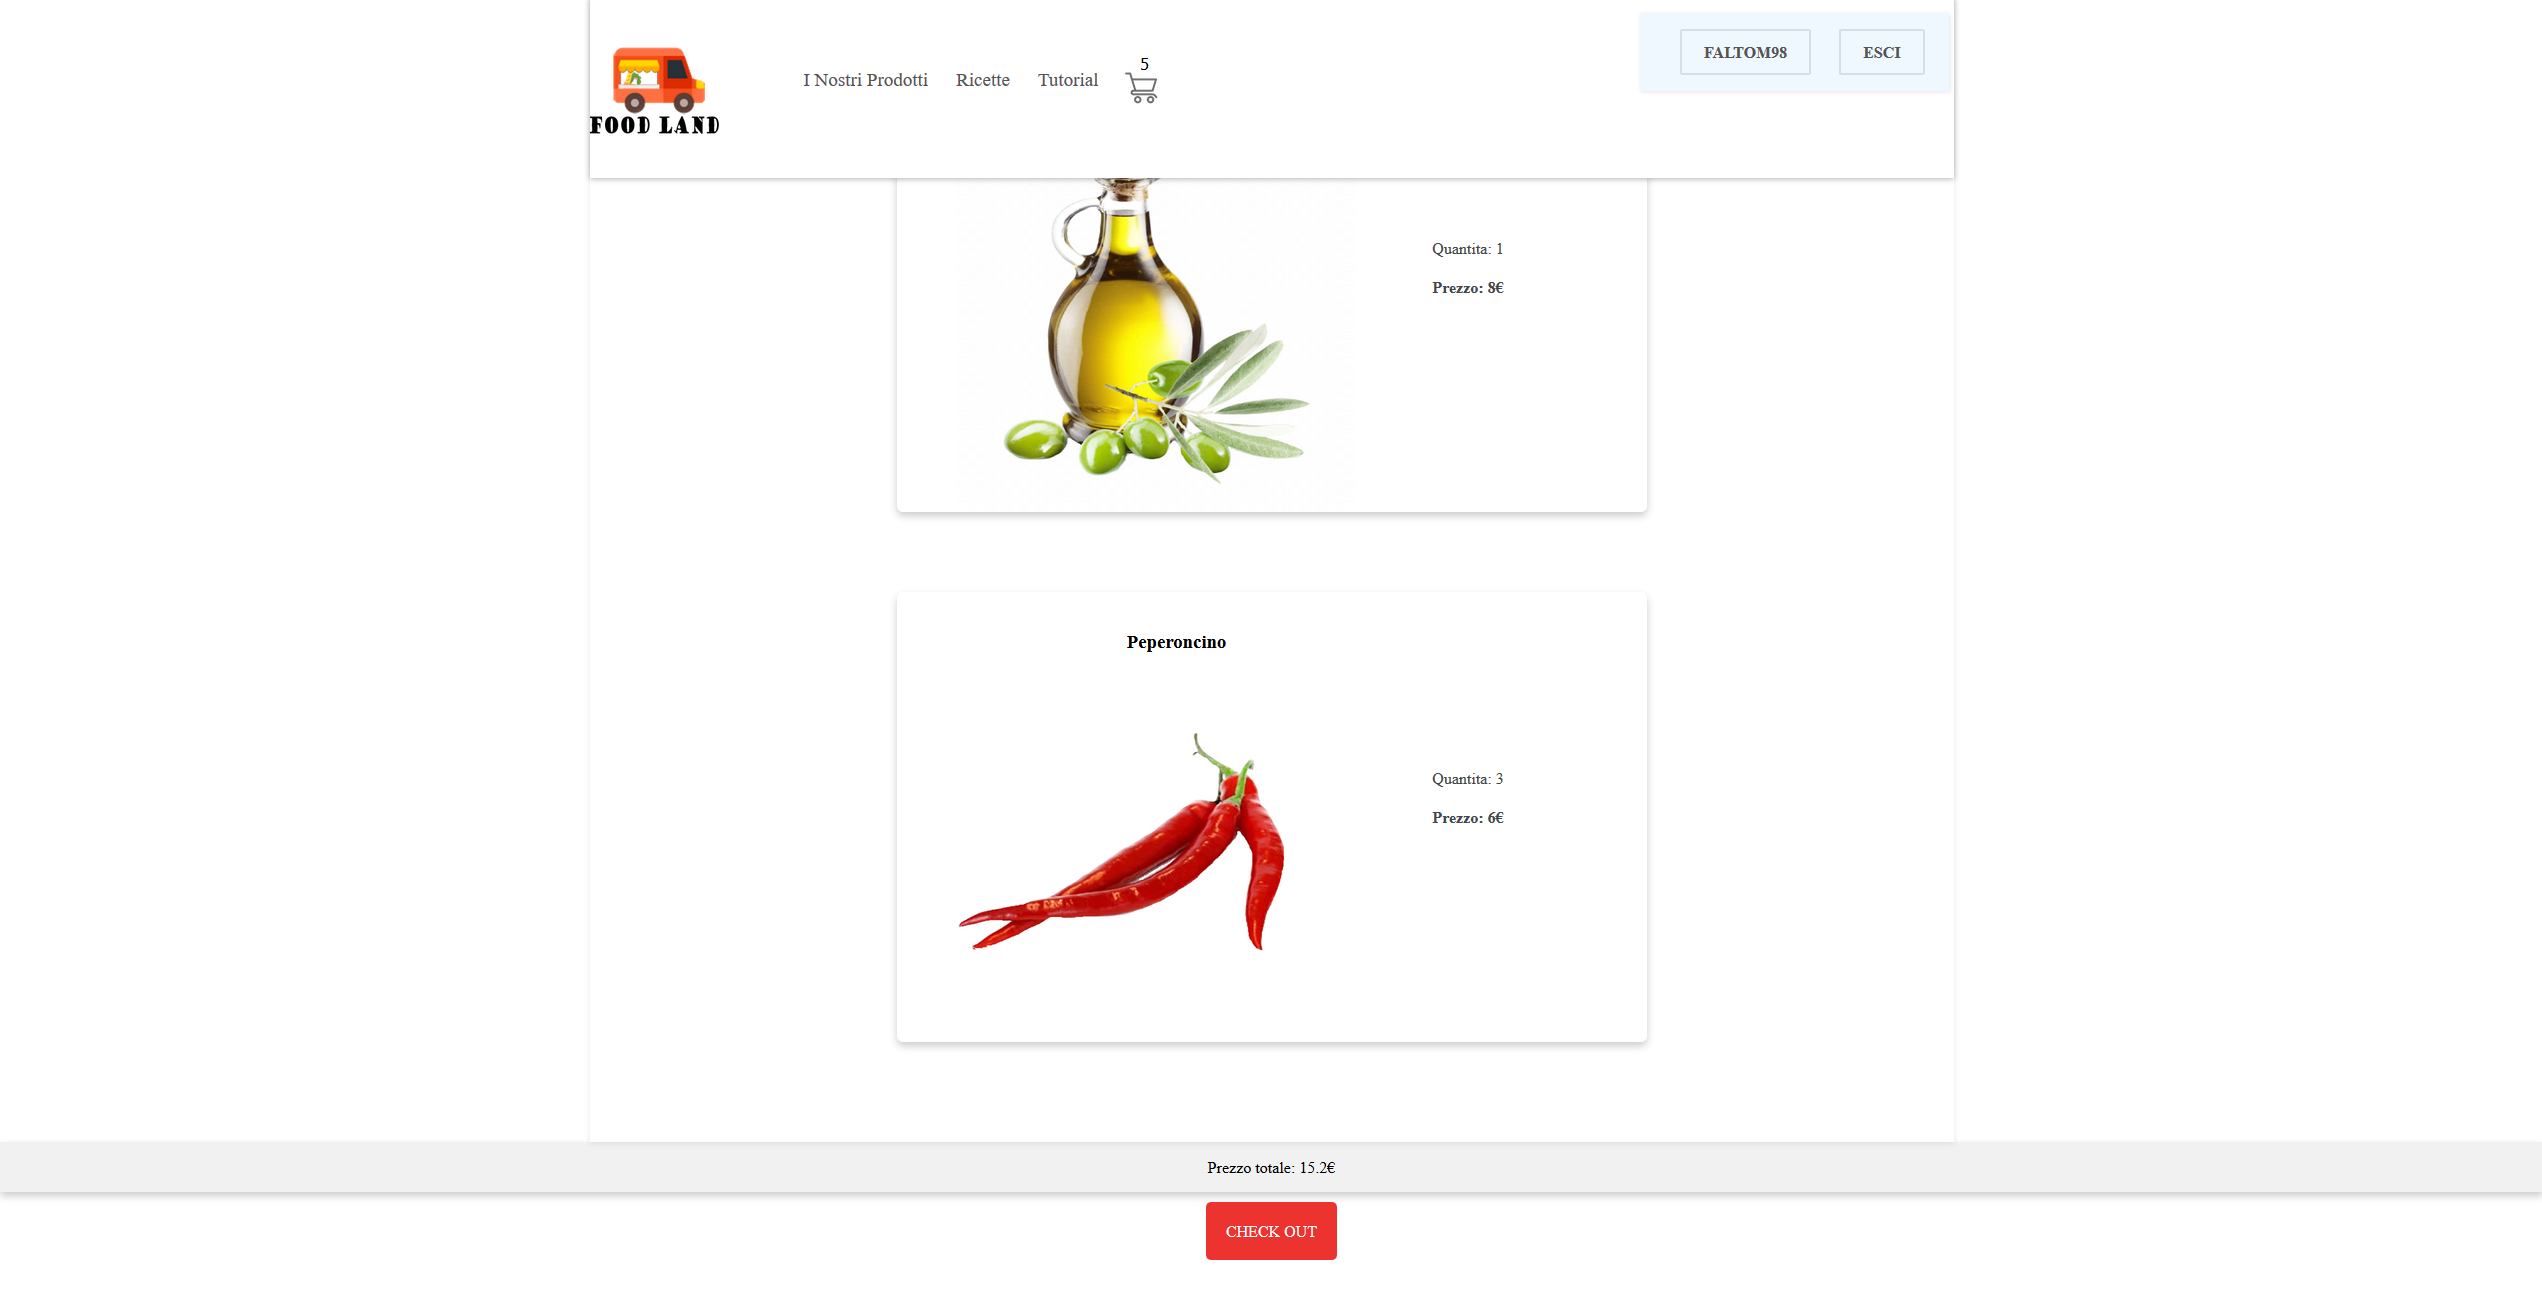 FOOD LAND
I Nostri Prodotti
Ricette
Tutorial
5
FALTOM98
ESCI
Quantita: 1
Prezzo: 8€
Peperoncino
Quantita: 3
Prezzo: 6€
Prezzo totale: 15.2€
CHECK OUT